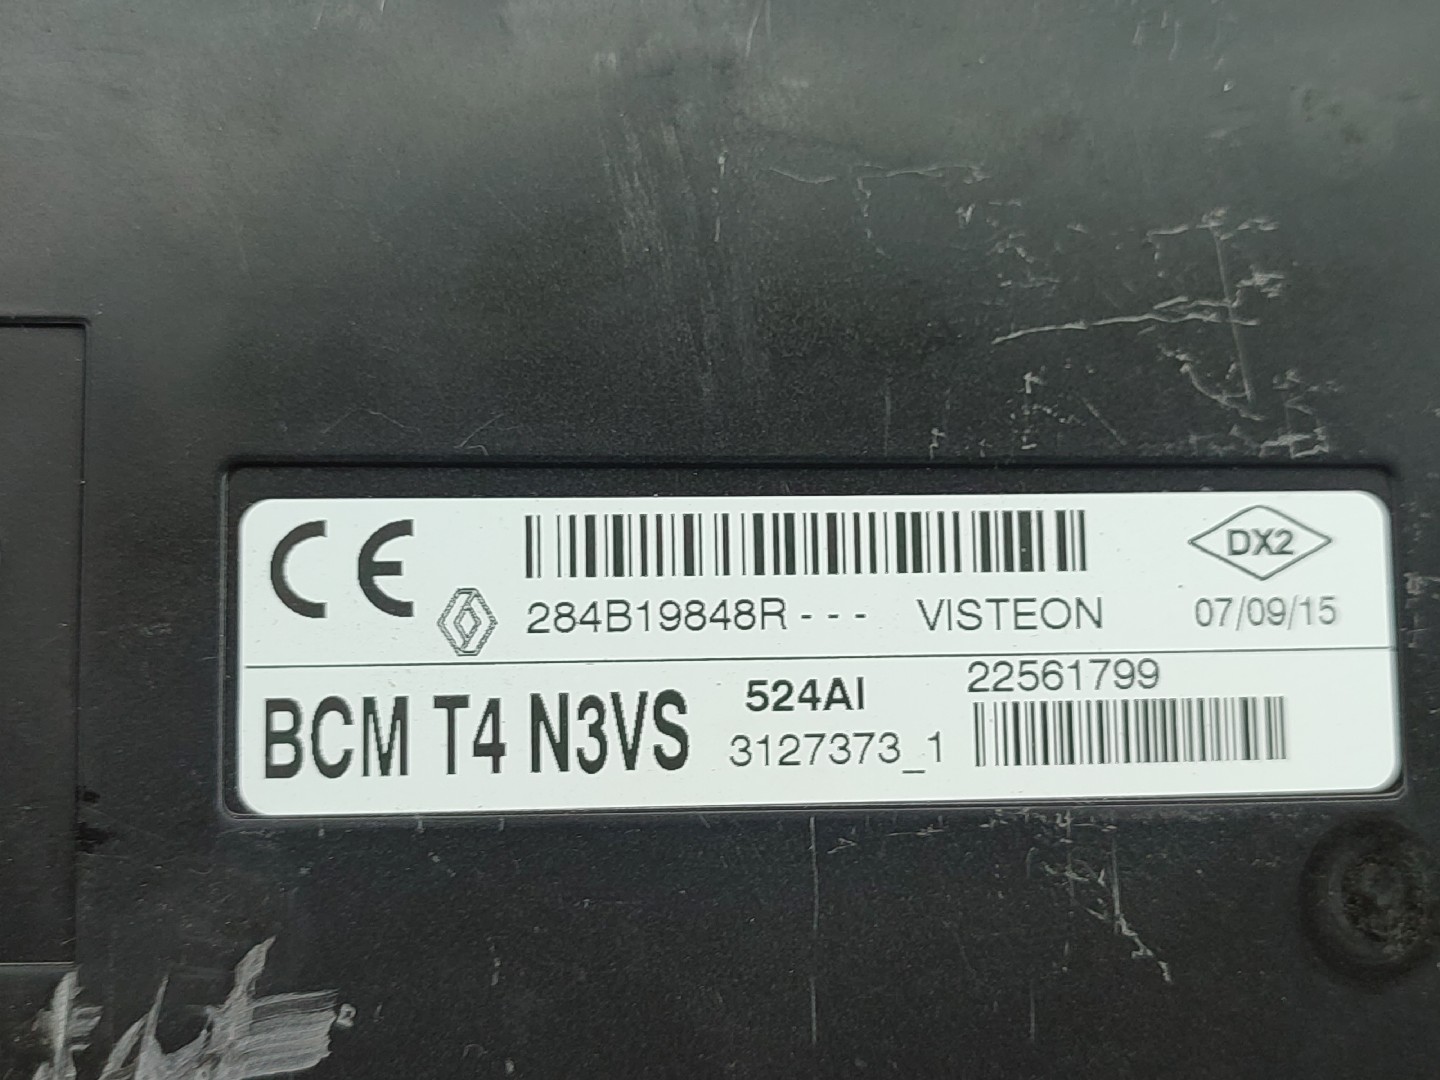 CE 284B19848R - - - VISTEON DX2 07/09/15
BCM T4 N3VS 524AI 22561799
3127373_1